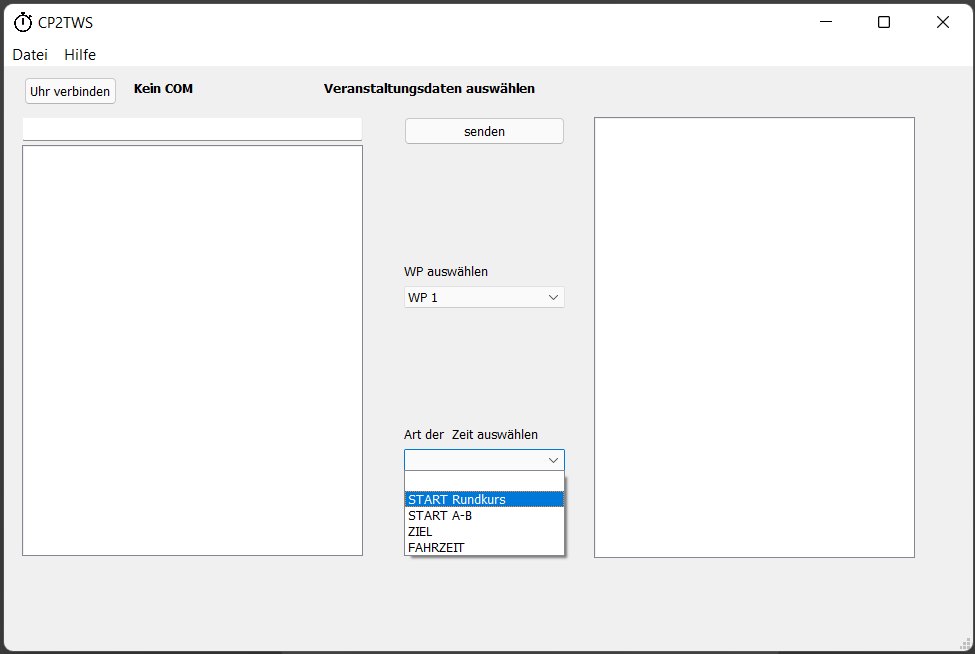 CP2TWS
Datei Hilfe
Uhr verbinden Kein COM Veranstaltungsdaten auswählen
senden
WP auswählen
WP 1
Art der  Zeit auswählen
START Rundkurs
START A-B
ZIEL
FAHRZEIT